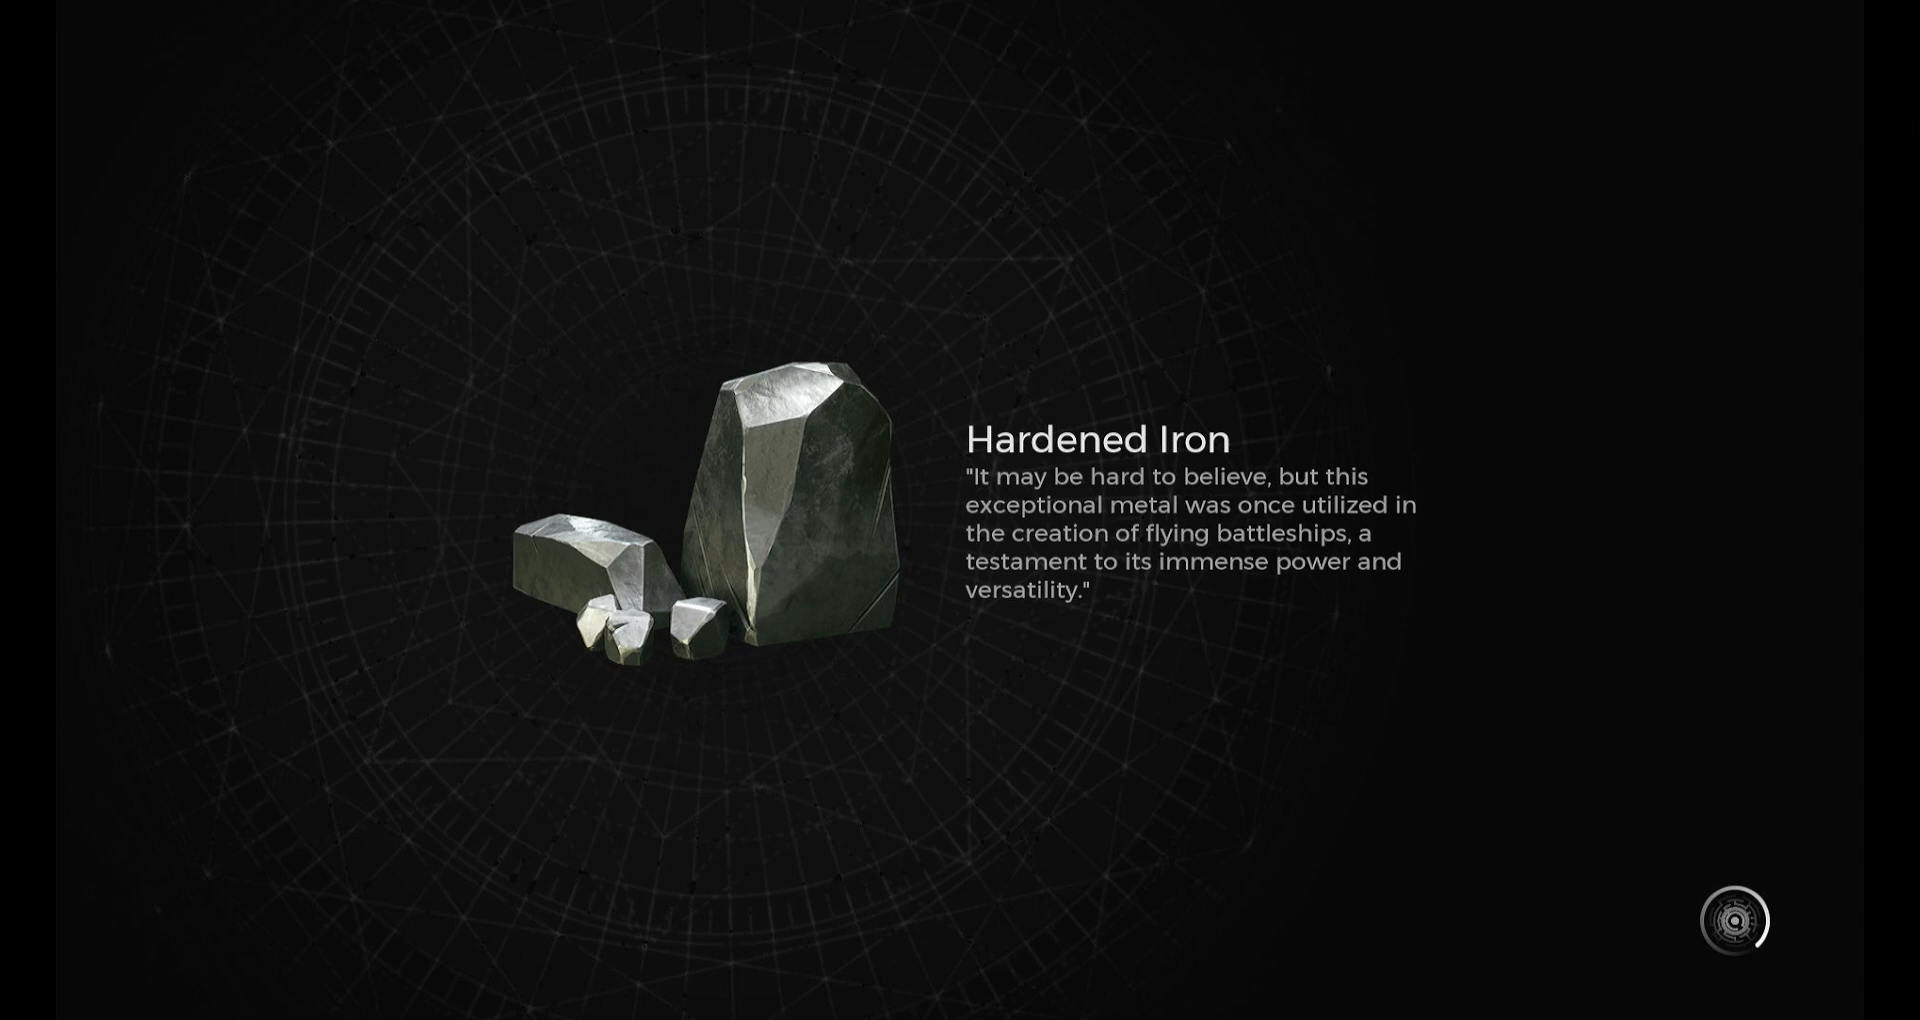 Hardened Iron
"It may be hard to believe, but this
exceptional metal was once utilized in
the creation of flying battleships, a
testament to its immense power and
versatility."